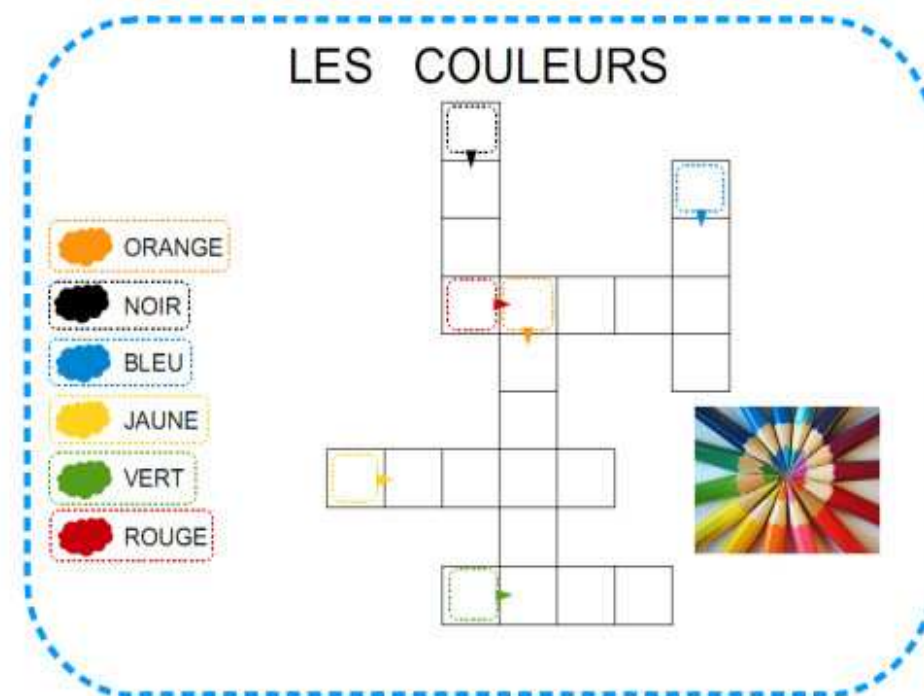 LES COULEURS
ORANGE
NOIR
BLEU
JAUNE
VERT
ROUGE